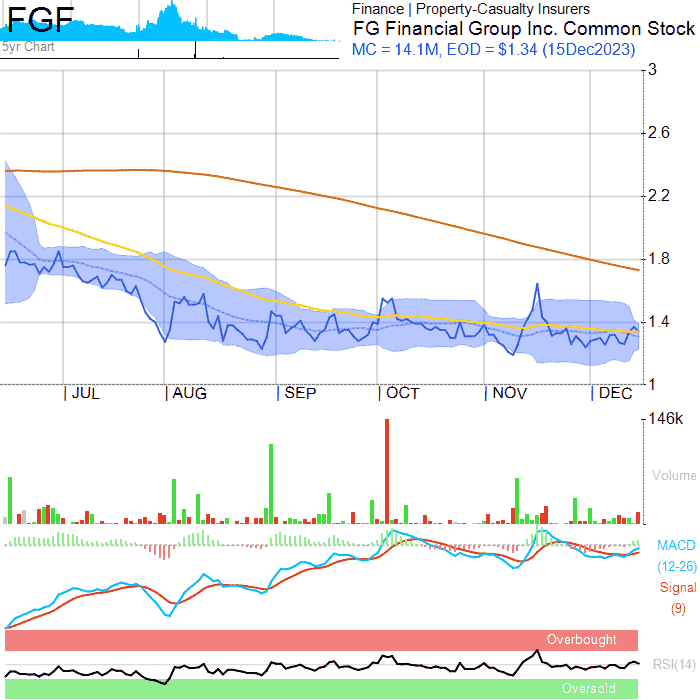 FGF
5yr Chart
Finance | Property-Casualty Insurers
FG Financial Group Inc. Common Stock
MC = 14.1M, EOD = $1.34 (15Dec2023)
3
2.6
2.2
1.8
1.4
1
JUL AUG SEP OCT NOV DEC
146k
Volume
MACD
(12-26)
Signal
(9)
Overbought
RSI(14)
Oversold